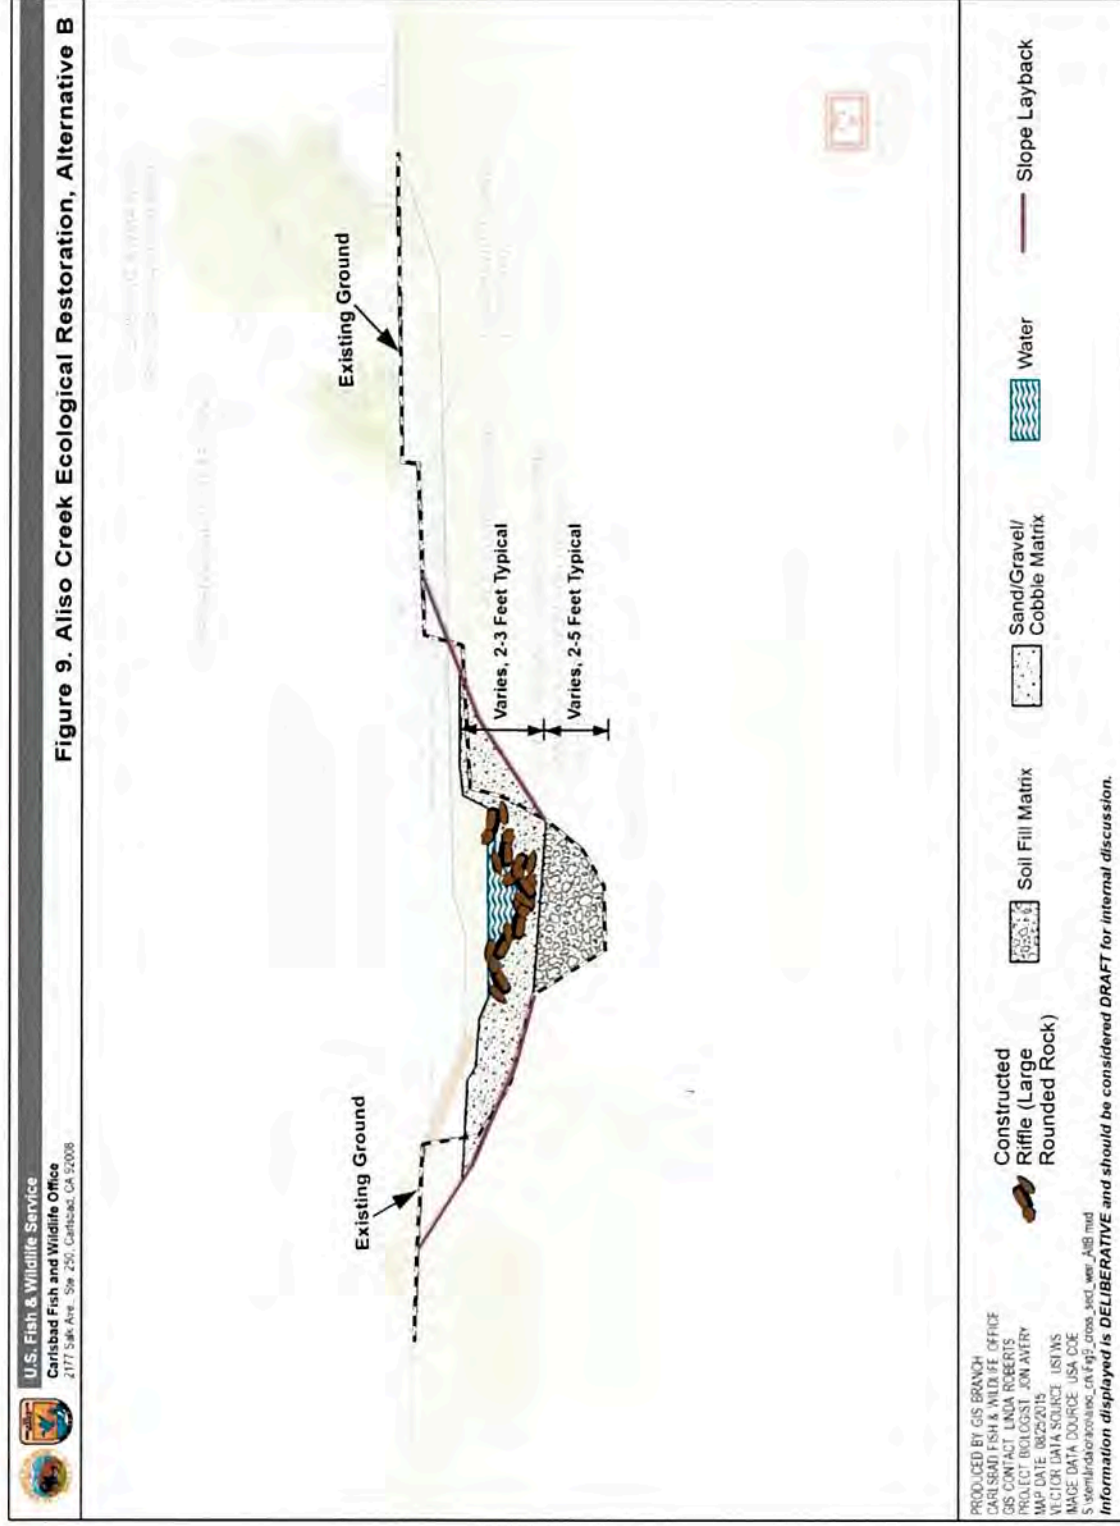 U.S. Fish & Wildlife Service
Carlsbad Fish and Wildlife Office
2177 Salk Ave., Ste. 250, Carlsbad, CA 92008
Figure 9. Aliso Creek Ecological Restoration, Alternative B
Existing Ground
Existing Ground
Varies, 2-3 Feet Typical
Varies, 2-5 Feet Typical
Constructed
Riffle (Large
Rounded Rock)
Soil Fill Matrix
Sand/Gravel/
Cobble Matrix
Water
Slope Layback
PRODUCED BY GIS BRANCH
CARLSBAD FISH & WILDLIFE OFFICE
GIS CONTACT LINDA ROBERTS
PROJECT BIOLOGIST JON AVERY
MAP DATE 08/25/2015
VECTOR DATA SOURCE USFWS
IMAGE DATA DOURCE USA COE
Information displayed is DELIBERATIVE and should be considered DRAFT for internal discussion.